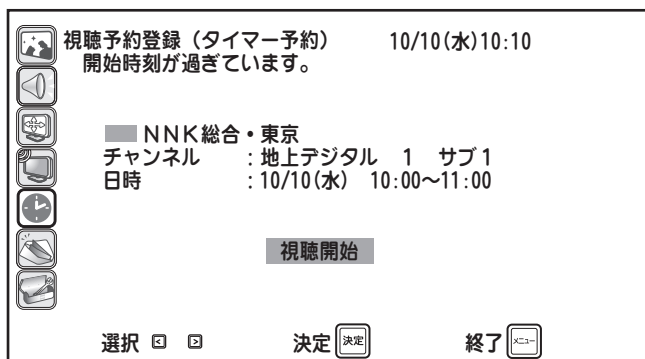 視聴予約登録（タイマー予約）　10/10(水)10:10
開始時刻が過ぎています。
NNK総合・東京
チャンネル　：地上デジタル　1　サブ1
日時　：10/10(水)　10:00～11:00
視聴開始
選択　決定 決定　終了 メニュー